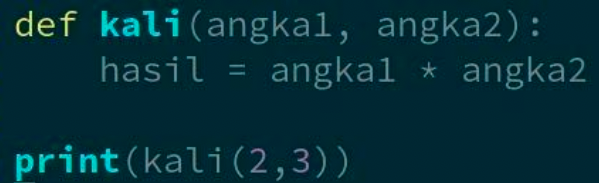 def kali(angka1, angka2):
    hasil = angka1 * angka2
print(kali(2,3))